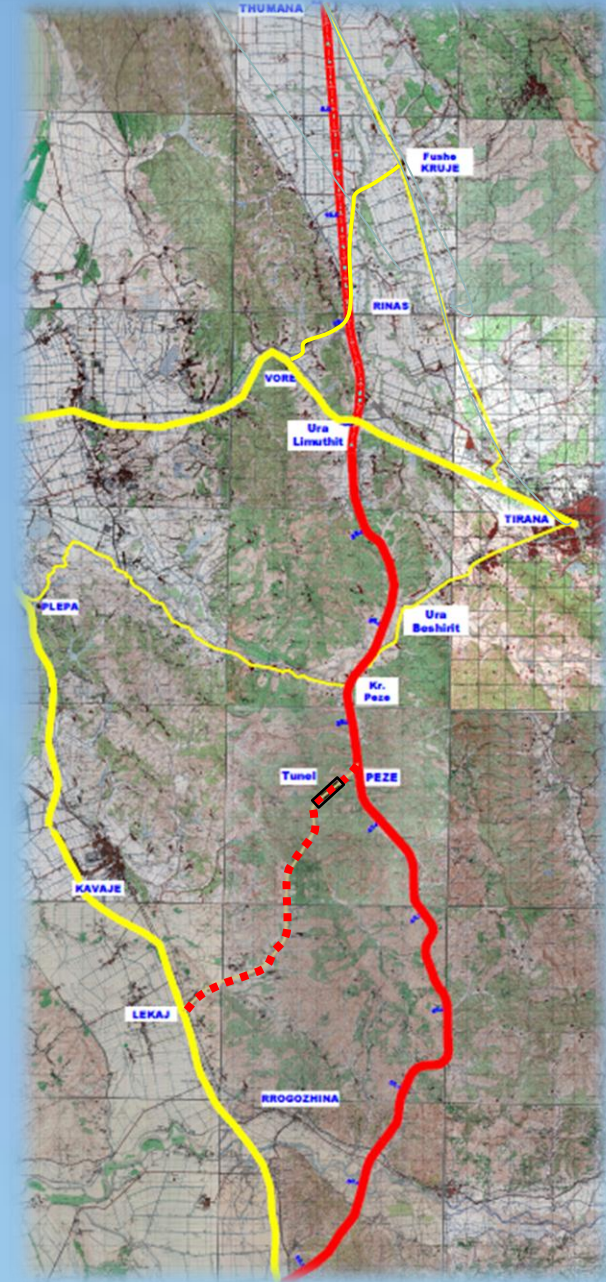 THUMANA
Fushe
KRUJE
RINAS
VORE
Ura
Limuthit
TIRANA
PLEPA
Ura
Boshirit
Kr.
Peze
Tunel
PEZE
KAVAJE
LEKAJ
RROGOZHINA